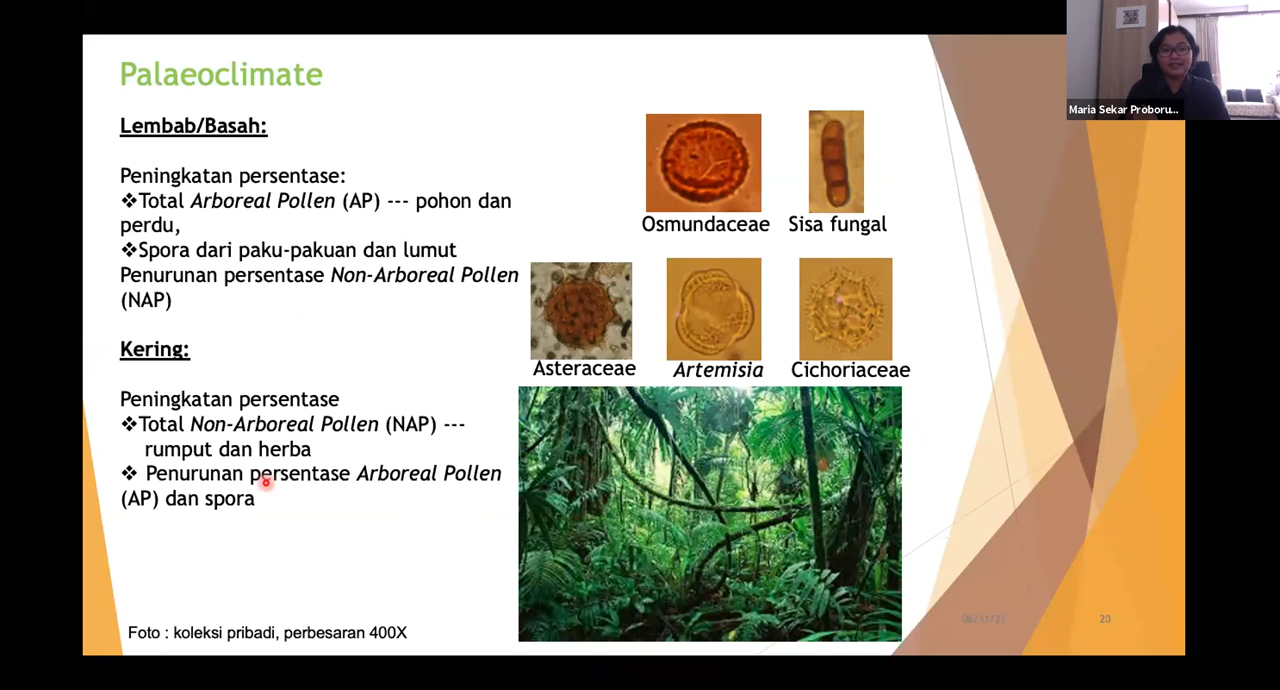 Palaeoclimate
Lembab/Basah:
Peningkatan persentase:
❖Total Arboreal Pollen (AP) --- pohon dan
perdu,
❖Spora dari paku-pakuan dan lumut
Penurunan persentase Non-Arboreal Pollen
(NAP)
Kering:
Peningkatan persentase
❖Total Non-Arboreal Pollen (NAP) ---
rumput dan herba
❖ Penurunan persentase Arboreal Pollen
(AP) dan spora
Foto : koleksi pribadi, perbesaran 400X
Osmundaceae
Sisa fungal
Asteraceae
Artemisia
Cichoriaceae
06/11/21
20
Maria Sekar Proboru...